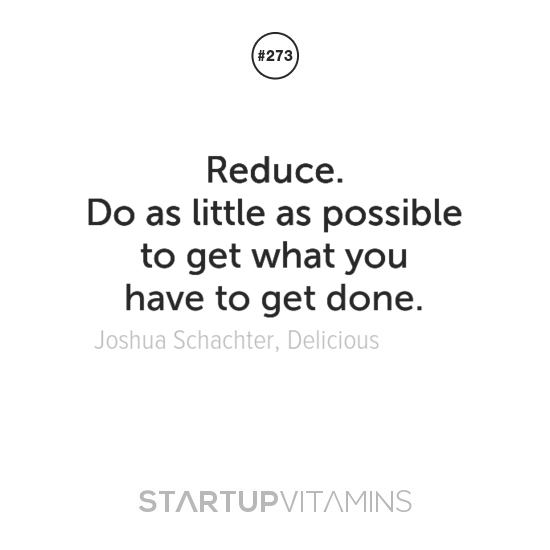 #273
Reduce.
Do as little as possible
to get what you
have to get done.
Joshua Schachter, Delicious
STARTUPVITAMINS